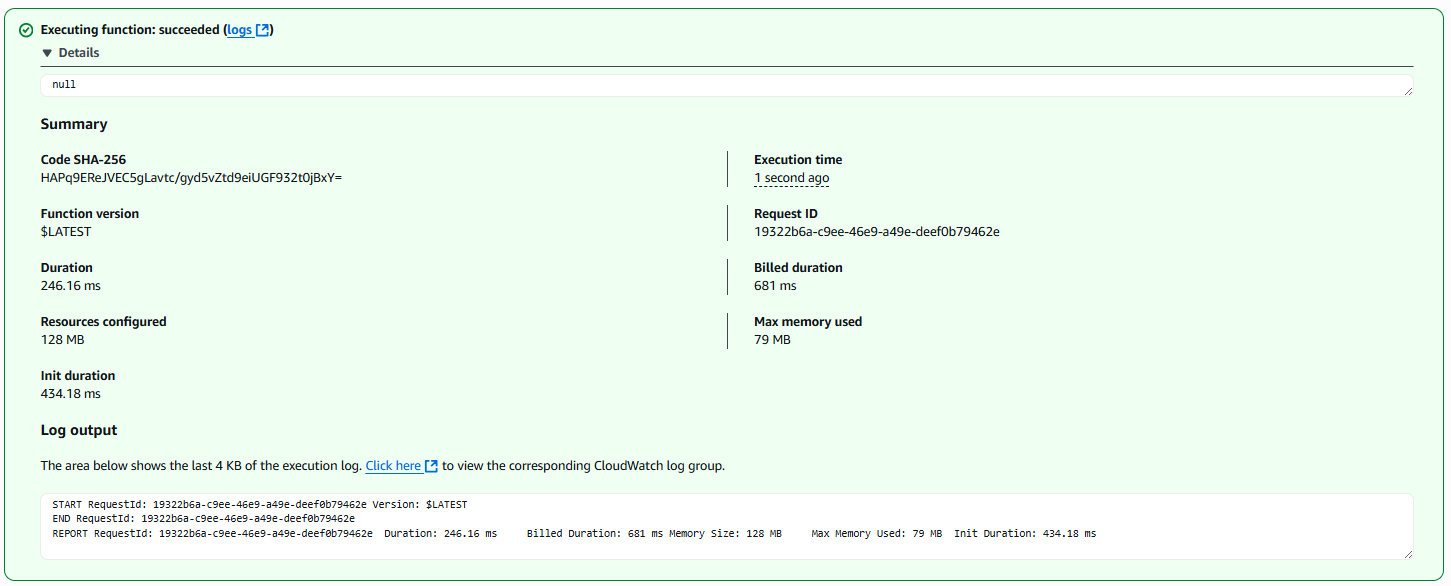 Executing function: succeeded (logs)
Details
null
Summary
Code SHA-256
HAPq9EReJVEC5gLavtc/gyd5vZtd9eiUGF932t0jBxY=
Execution time
1 second ago
Function version
$LATEST
Request ID
19322b6a-c9ee-46e9-a49e-deef0b79462e
Duration
246.16 ms
Billed duration
681 ms
Resources configured
128 MB
Max memory used
79 MB
Init duration
434.18 ms
Log output
The area below shows the last 4 KB of the execution log. Click here to view the corresponding CloudWatch log group.
START RequestId: 19322b6a-c9ee-46e9-a49e-deef0b79462e Version: $LATEST
END RequestId: 19322b6a-c9ee-46e9-a49e-deef0b79462e
REPORT RequestId: 19322b6a-c9ee-46e9-a49e-deef0b79462e Duration: 246.16 ms Billed Duration: 681 ms Memory Size: 128 MB Max Memory Used: 79 MB Init Duration: 434.18 ms